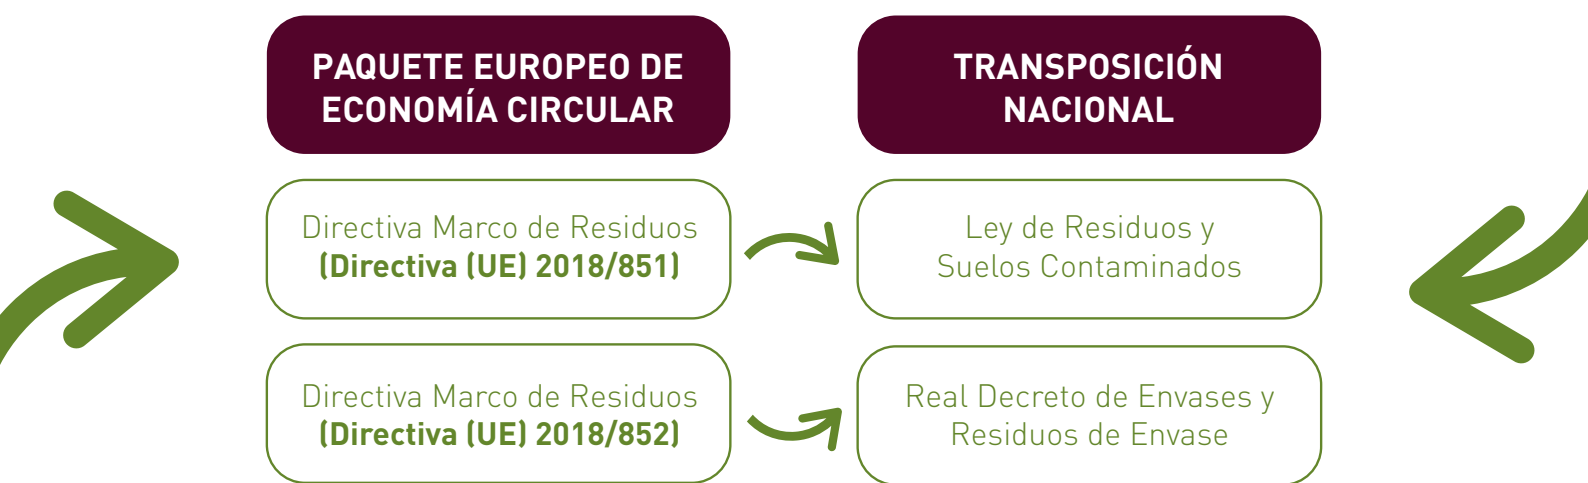 PAQUETE EUROPEO DE
ECONOMÍA CIRCULAR
TRANSPOSICIÓN
NACIONAL
Directiva Marco de Residuos
(Directiva (UE) 2018/851)
Ley de Residuos y
Suelos Contaminados
Directiva Marco de Residuos
(Directiva (UE) 2018/852)
Real Decreto de Envases y
Residuos de Envase